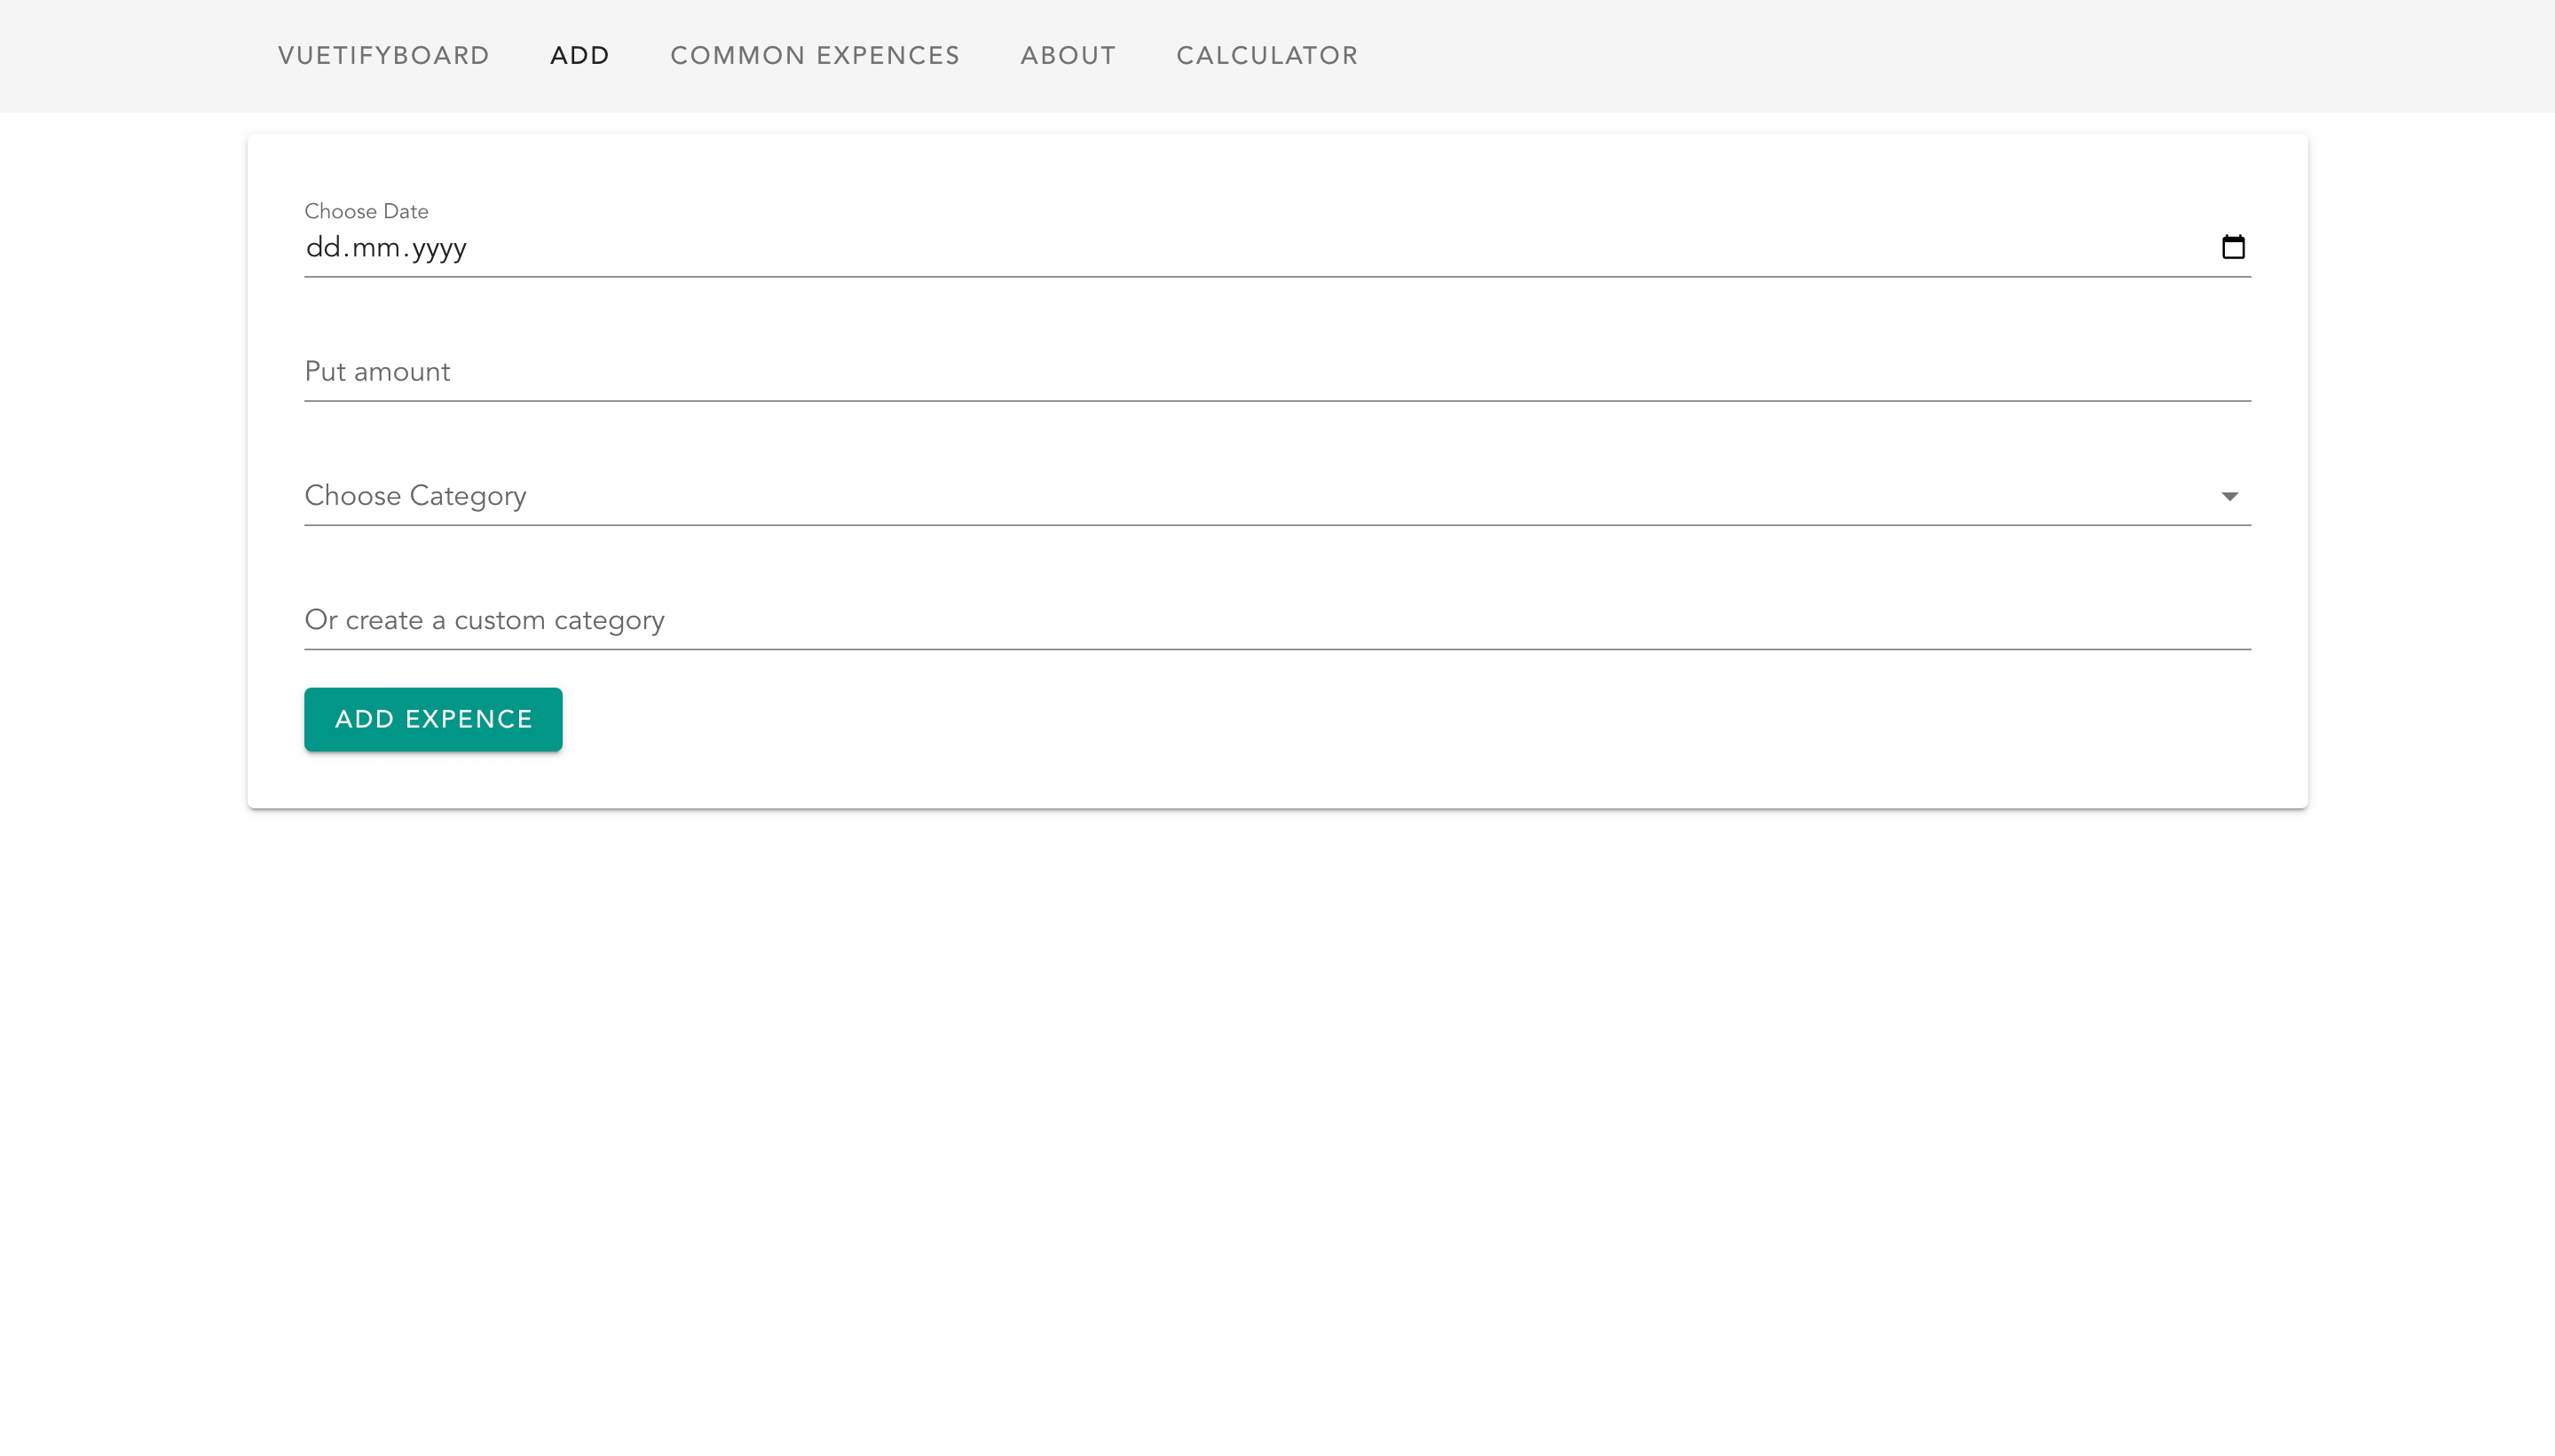 VUETIFYBOARD ADD COMMON EXPENCES ABOUT CALCULATOR
Choose Date
dd.mm.yyyy
Put amount
Choose Category
Or create a custom category
ADD EXPENCE